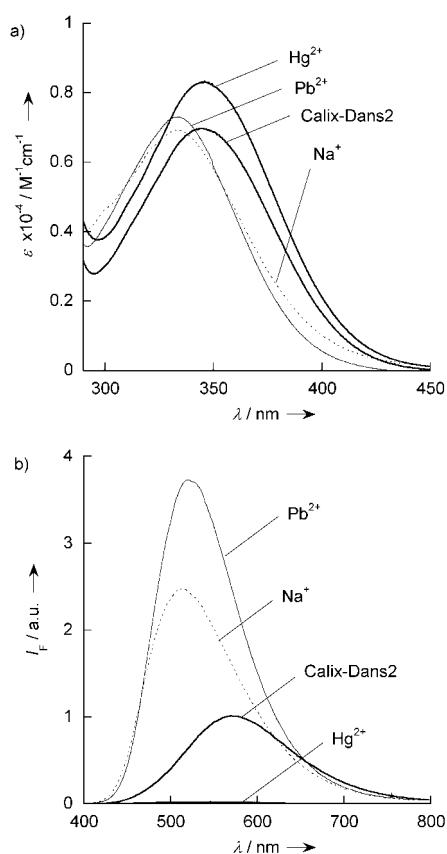 a)
1
Hg²⁺
Pb²⁺
0.8
Calix-Dans2
Na⁺
0.6
ε x10⁻⁴ / M⁻¹cm⁻¹
0.4
0.2
0
300 350 400 450
λ / nm
b)
4
Pb²⁺
3
Na⁺
I_F / a.u.
2
Calix-Dans2
Hg²⁺
1
0
400 500 600 700 800
λ / nm